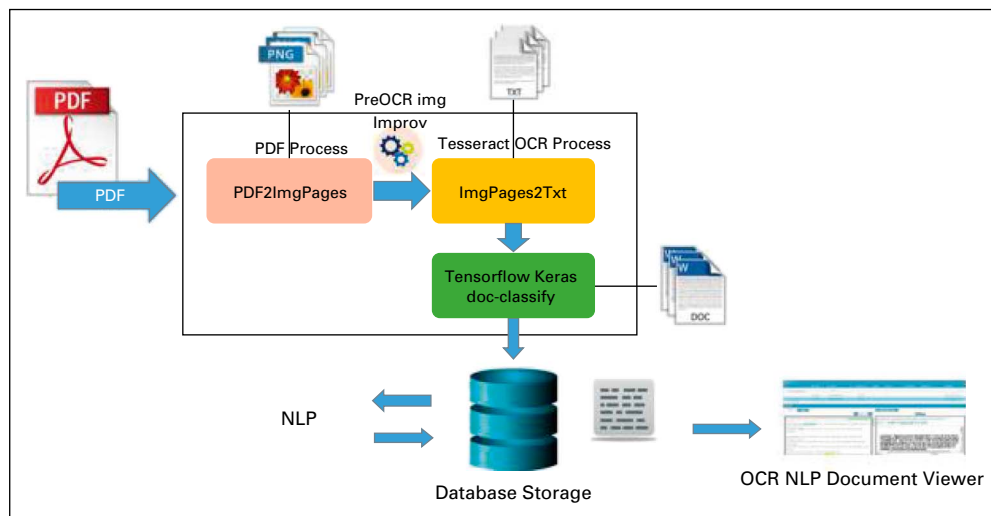 PNG
TXT
PDF
PreOCR img
Improv
PDF Process
Tesseract OCR Process
PDF
PDF2ImgPages
ImgPages2Txt
Tensorflow Keras
doc-classify
W
DOC
NLP
Database Storage
OCR NLP Document Viewer